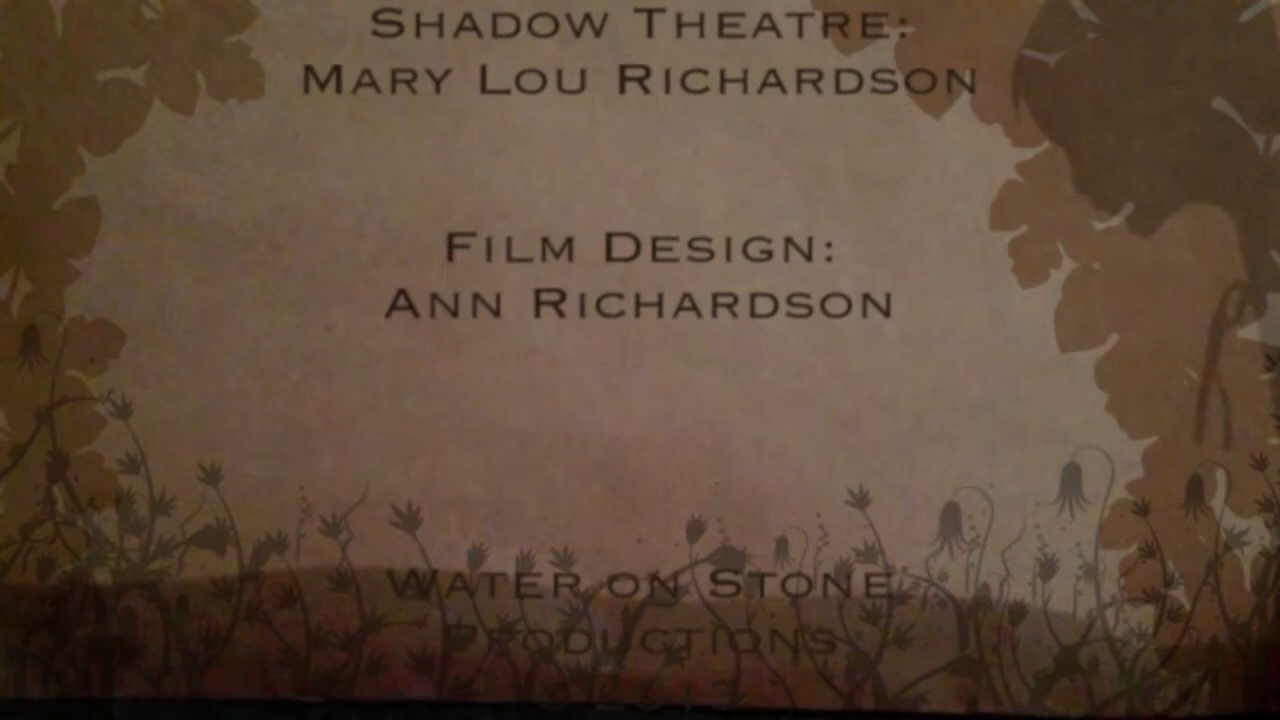 SHADOW THEATRE:
MARY LOU RICHARDSON
FILM DESIGN:
ANN RICHARDSON
WATER ON STONE
PRODUCTIONS